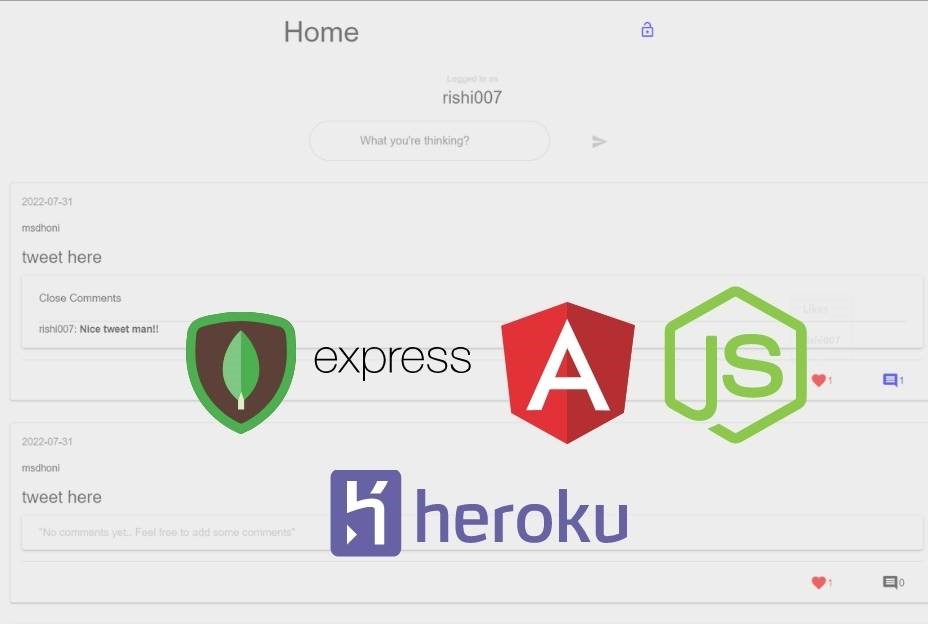 Home
Logged in as
rishi007
What you're thinking?
2022-07-31
msdhoni
tweet here
Close Comments
Likes
rishi007: Nice tweet man!!
rishi007
express
A
JS
1
1
2022-07-31
msdhoni
tweet here
heroku
"No comments yet.. Feel free to add some comments"
1
0